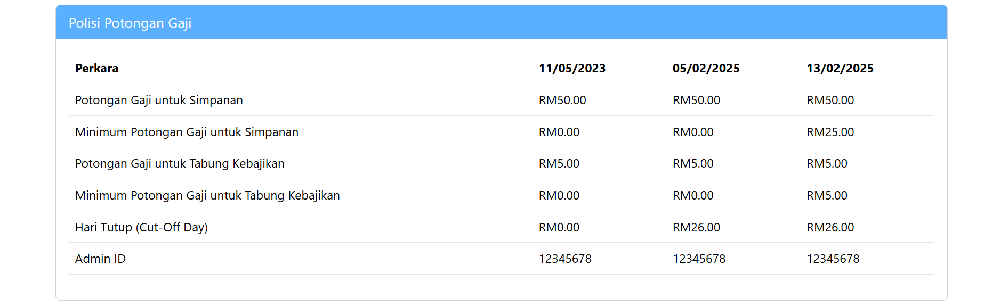 Polisi Potongan Gaji
Perkara 11/05/2023 05/02/2025 13/02/2025
Potongan Gaji untuk Simpanan RM50.00 RM50.00 RM50.00
Minimum Potongan Gaji untuk Simpanan RM0.00 RM0.00 RM25.00
Potongan Gaji untuk Tabung Kebajikan RM5.00 RM5.00 RM5.00
Minimum Potongan Gaji untuk Tabung Kebajikan RM0.00 RM0.00 RM5.00
Hari Tutup (Cut-Off Day) RM0.00 RM26.00 RM26.00
Admin ID 12345678 12345678 12345678